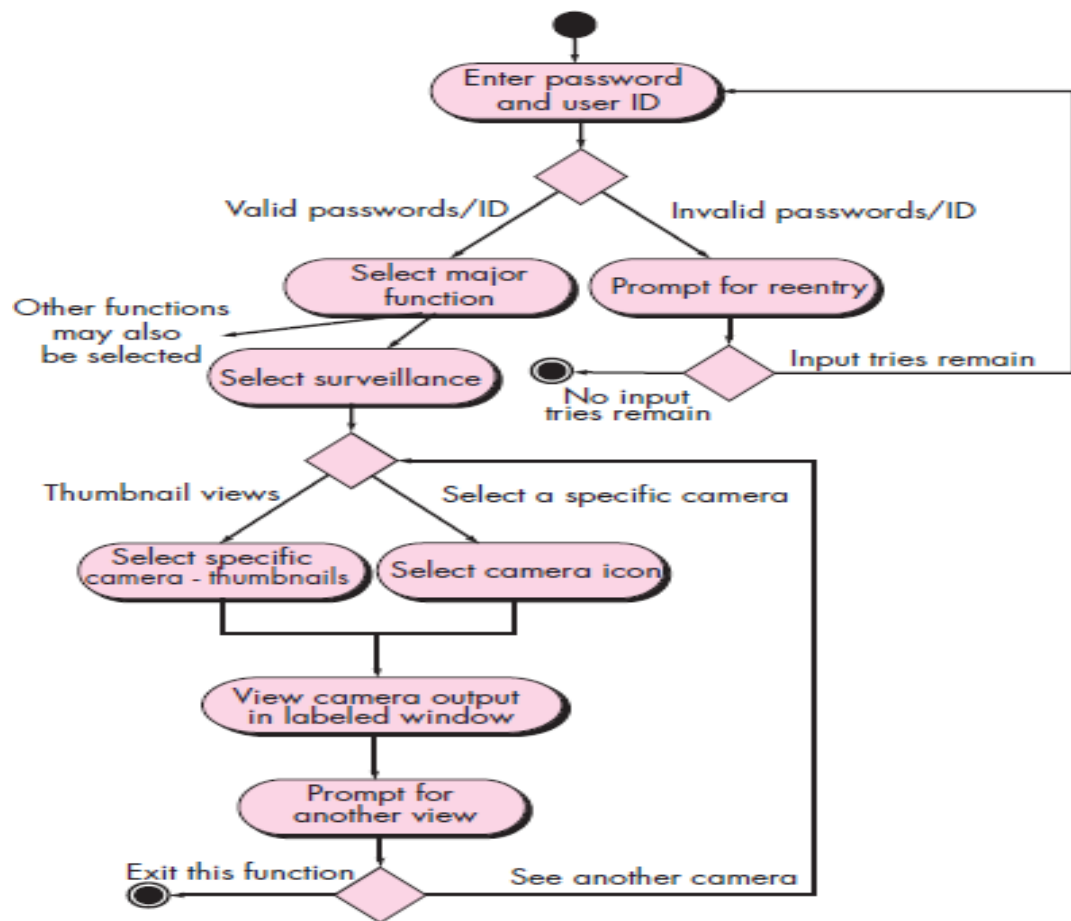 Enter password
and user ID
Valid passwords/ID
Invalid passwords/ID
Select major
function
Prompt for reentry
Other functions
may also
be selected
Select surveillance
Input tries remain
No input
tries remain
Thumbnail views
Select a specific camera
Select specific
camera - thumbnails
Select camera icon
View camera output
in labeled window
Prompt for
another view
Exit this function
See another camera